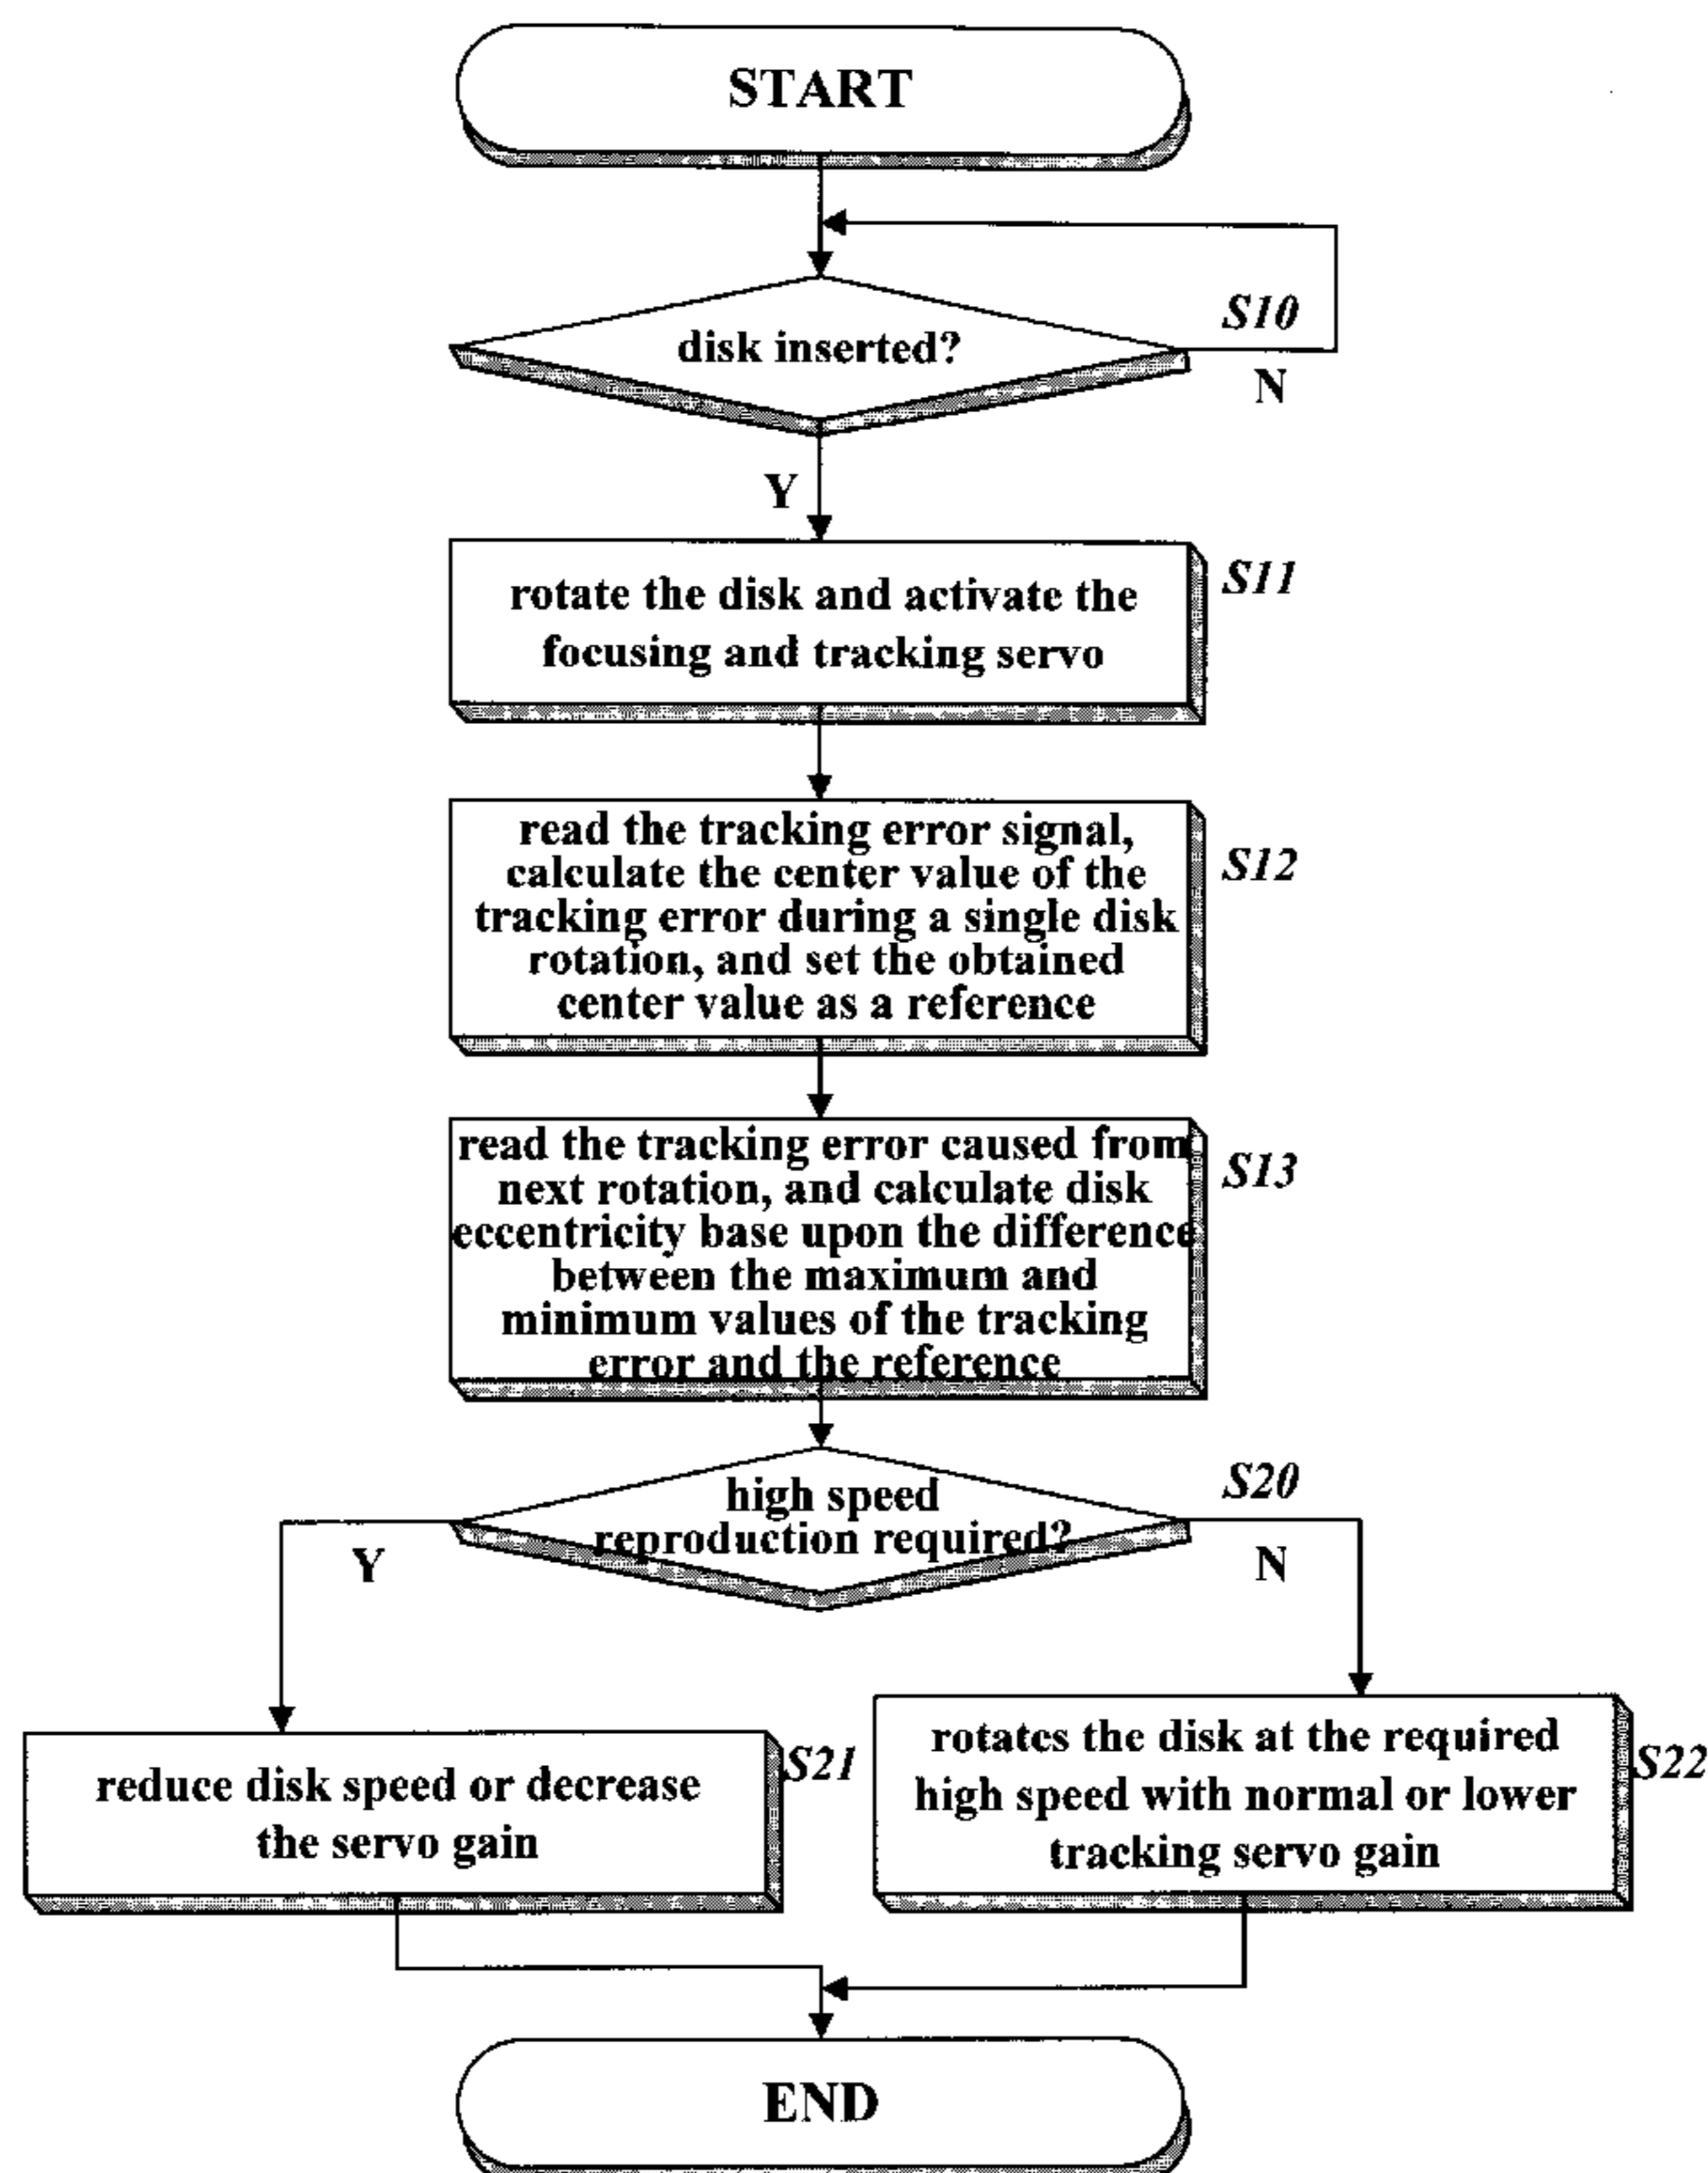 START
S10
disk inserted?
N
Y
S11
rotate the disk and activate the
focusing and tracking servo
read the tracking error signal,
S12
calculate the center value of the
tracking error during a single disk
rotation, and set the obtained
center value as a reference
read the tracking error caused from
S13
next rotation, and calculate disk
eccentricity base upon the difference
between the maximum and
minimum values of the tracking
error and the reference
S20
high speed
reproduction required?
Y
N
reduce disk speed or decrease
the servo gain
S21
rotates the disk at the required
high speed with normal or lower
tracking servo gain
S22
END